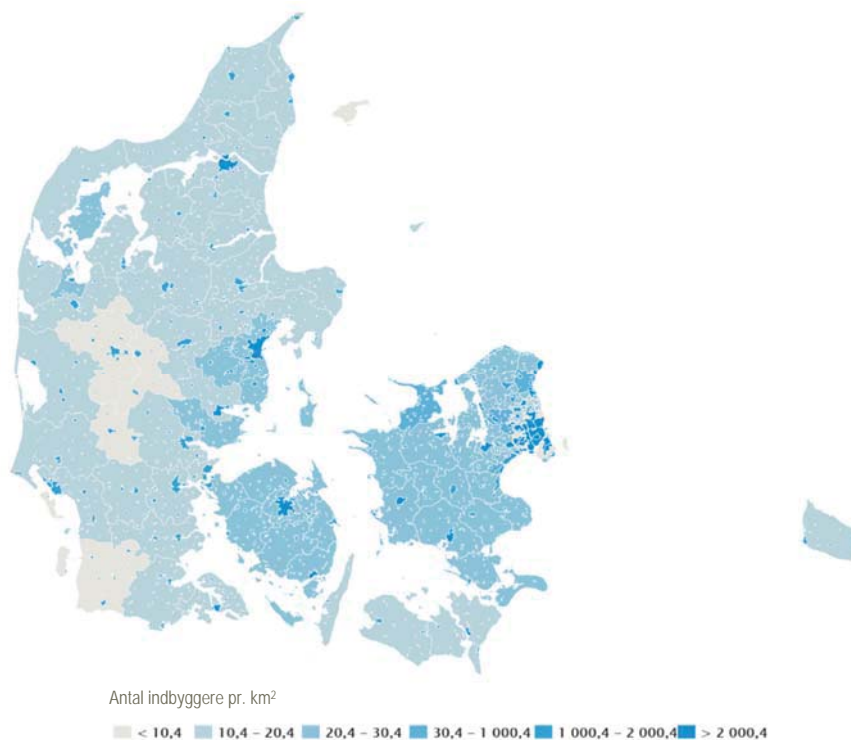 Antal indbyggere pr. km²
< 10,4 10,4 – 20,4 20,4 – 30,4 30,4 – 1 000,4 1 000,4 – 2 000,4 > 2 000,4